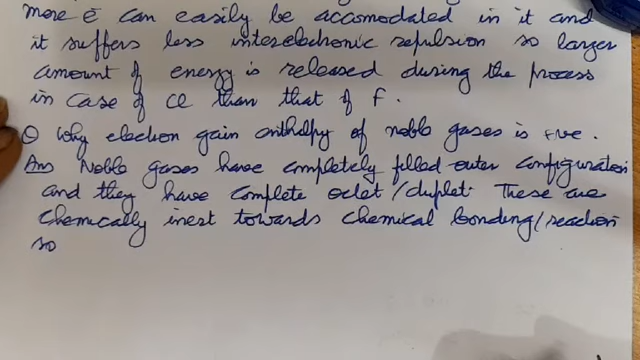 more ē can easily be accomodated in it and
it suffers less interelectronic repulsion so larger
amount of energy is released during the process
in case of Cl than that of F.
Q Why electron gain enthalpy of noble gases is +ve.
Ans Noble gases have completely filled outer configuration
and they have complete octet/duplet. These are
chemically inert towards chemical bonding/reaction
so